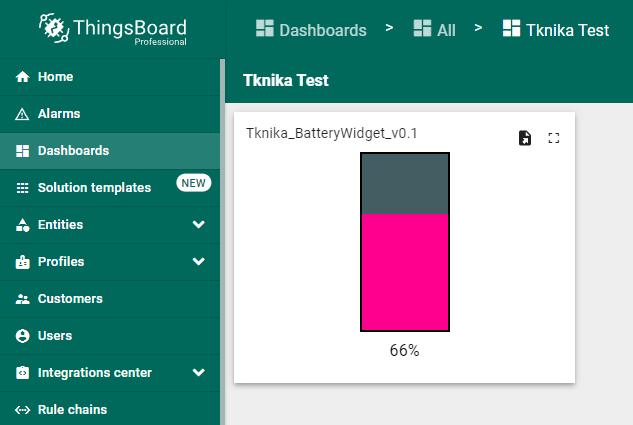 ThingsBoard
Professional
Dashboards > All > Tknika Test
Tknika Test
Home
Alarms
Dashboards
Solution templates NEW
Entities
Profiles
Customers
Users
Integrations center
Rule chains
Tknika_BatteryWidget_v0.1
66%